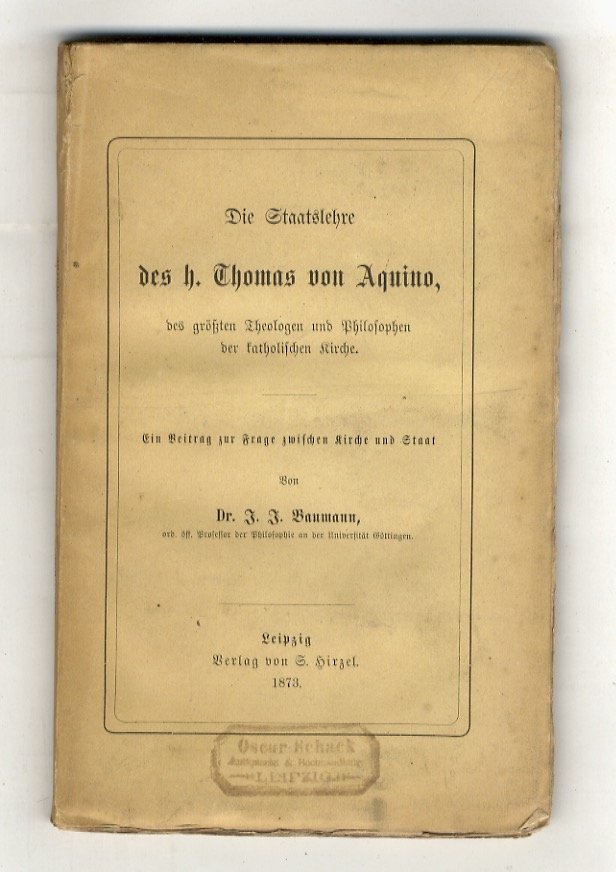 Die Staatslehre
des h. Thomas von Aquino,
des größten Theologen und Philosophen
der katholischen Kirche.
Ein Beitrag zur Frage zwischen Kirche und Staat
Von
Dr. J. J. Baumann,
ord. öff. Professor der Philosophie an der Universität Göttingen.
Leipzig
Verlag von S. Hirzel.
1873.
Oscar Schack
Antiquariat & Buchhandlung
LEIPZIG